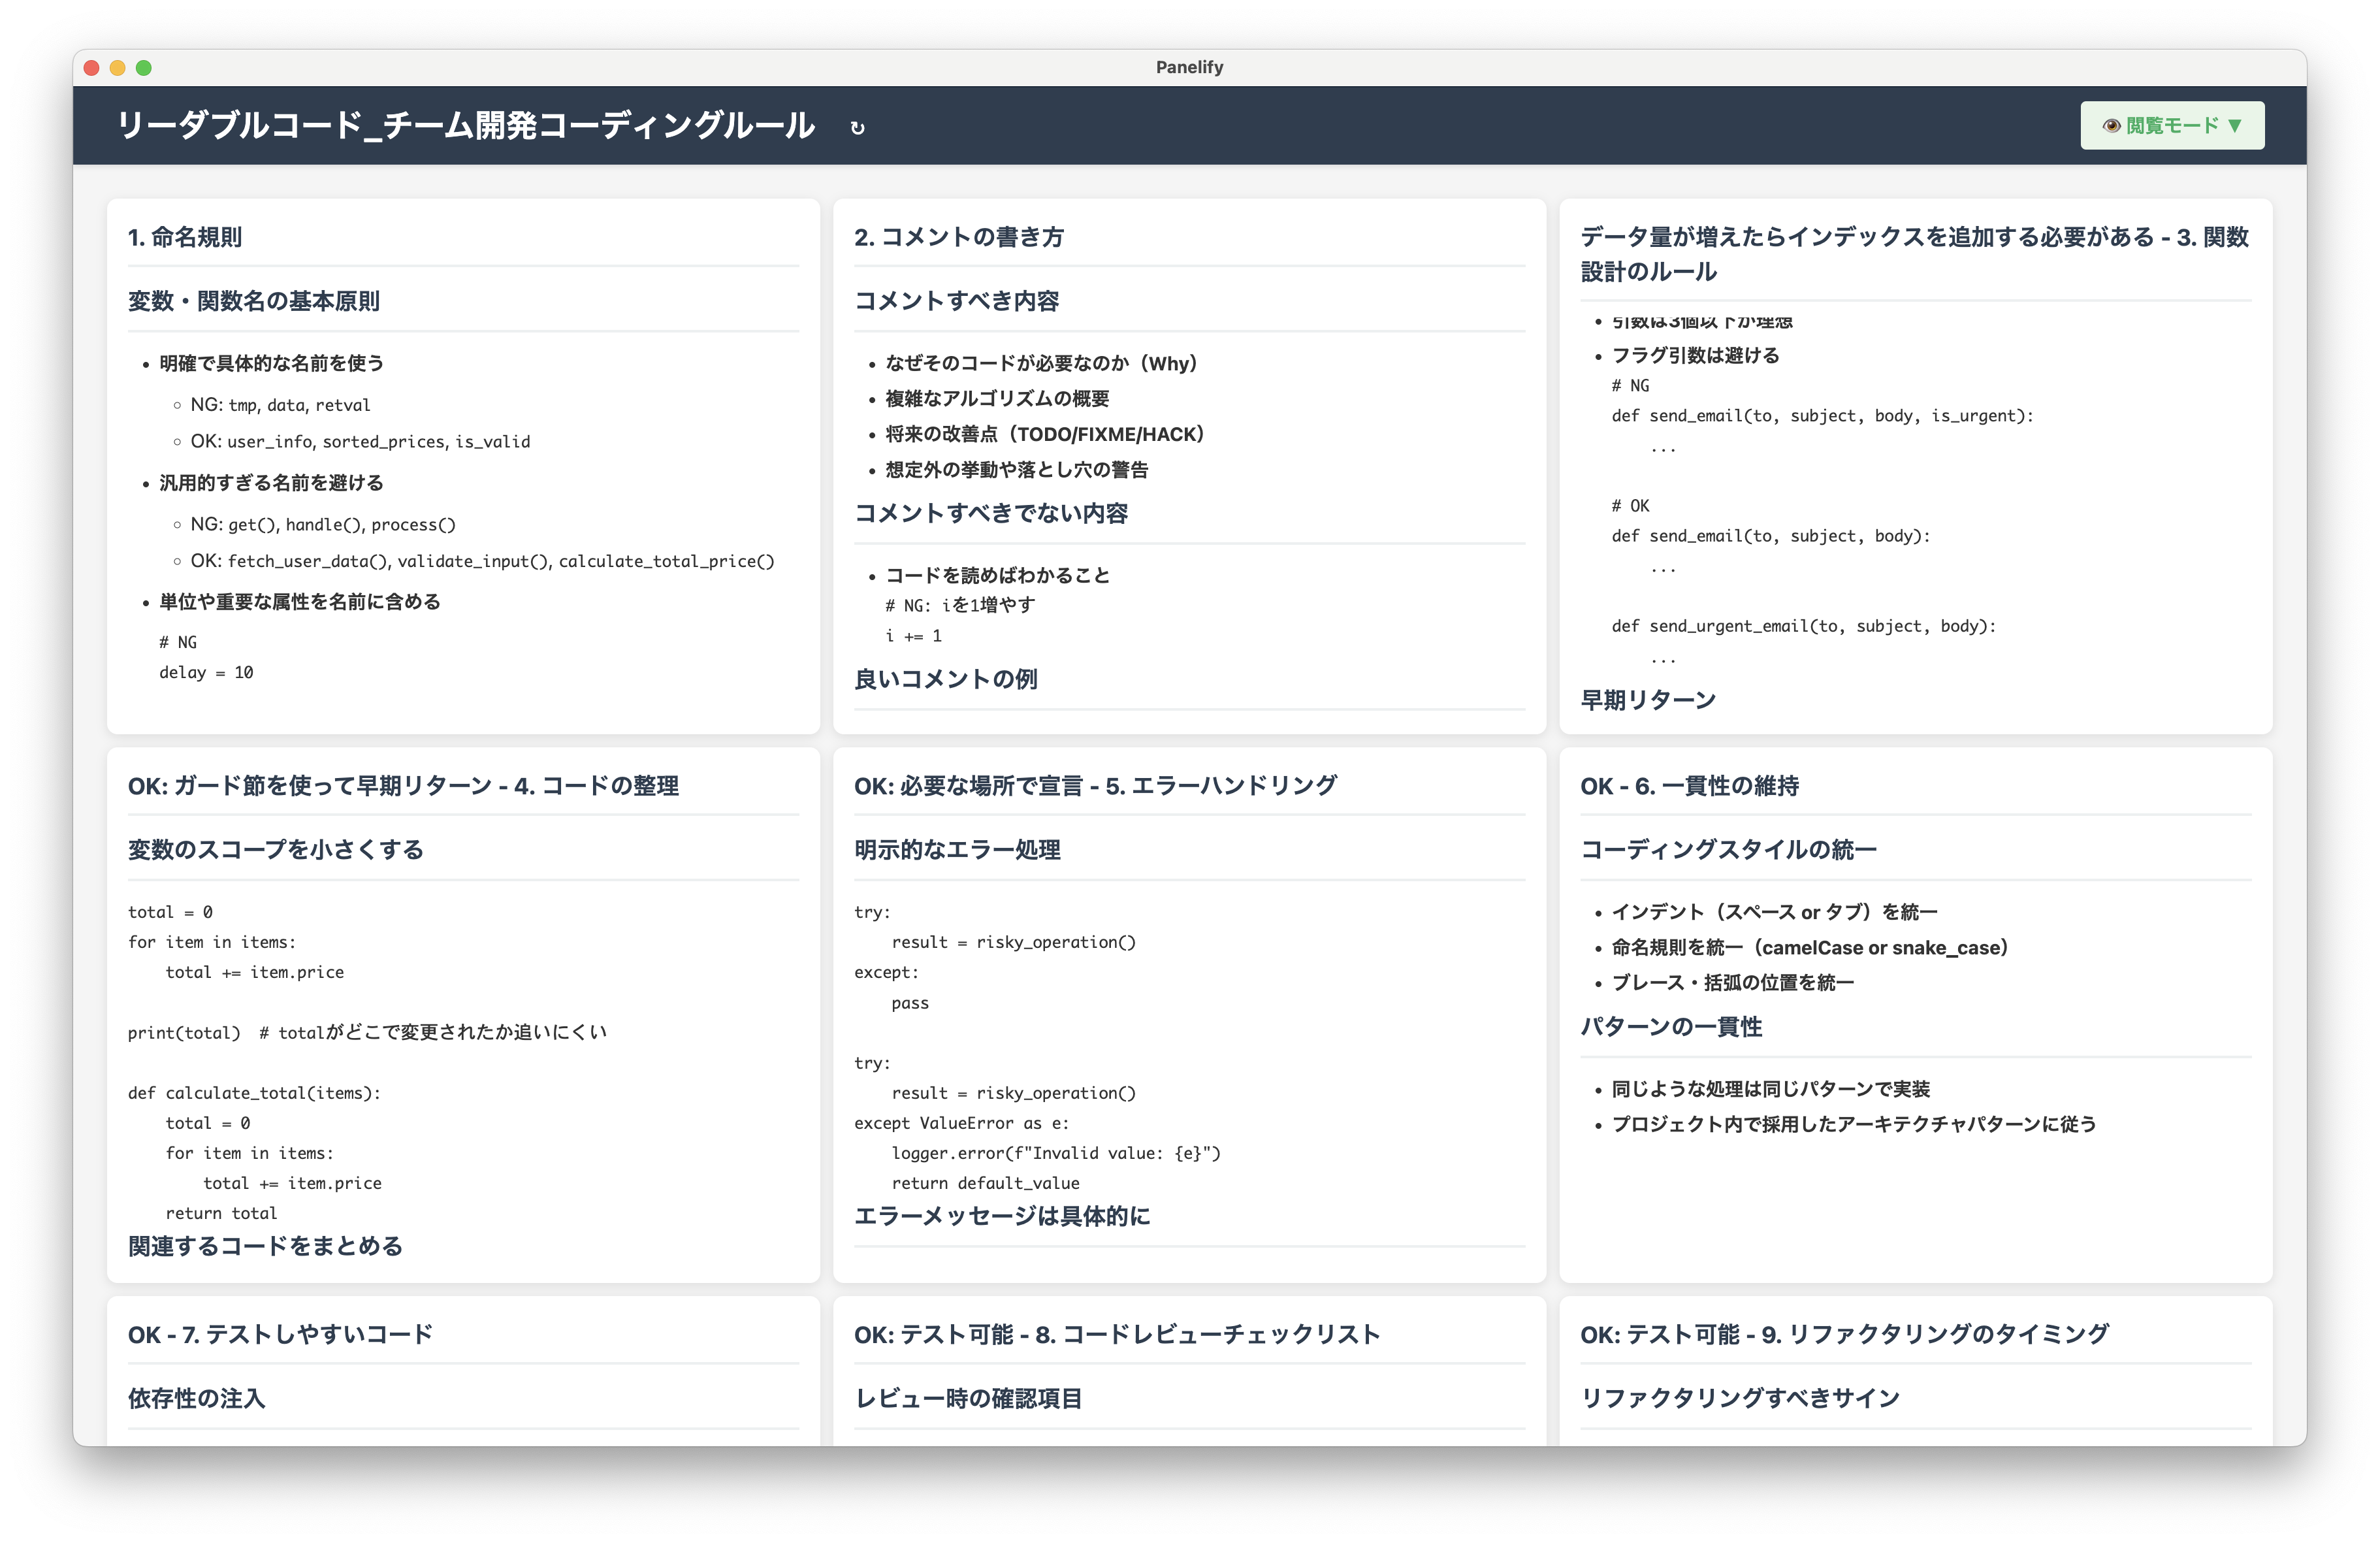 Panelify
リーダブルコード_チーム開発コーディングルール ↻
👁 閲覧モード ▼
1. 命名規則
変数・関数名の基本原則
• 明確で具体的な名前を使う
◦ NG: tmp, data, retval
◦ OK: user_info, sorted_prices, is_valid
• 汎用的すぎる名前を避ける
◦ NG: get(), handle(), process()
◦ OK: fetch_user_data(), validate_input(), calculate_total_price()
• 単位や重要な属性を名前に含める
# NG
delay = 10
2. コメントの書き方
コメントすべき内容
• なぜそのコードが必要なのか（Why）
• 複雑なアルゴリズムの概要
• 将来の改善点（TODO/FIXME/HACK）
• 想定外の挙動や落とし穴の警告
コメントすべきでない内容
• コードを読めばわかること
# NG: iを1増やす
i += 1
良いコメントの例
データ量が増えたらインデックスを追加する必要がある - 3. 関数
設計のルール
• 引数は3個以下が理想
• フラグ引数は避ける
# NG
def send_email(to, subject, body, is_urgent):
...
# OK
def send_email(to, subject, body):
...
def send_urgent_email(to, subject, body):
...
早期リターン
OK: ガード節を使って早期リターン - 4. コードの整理
変数のスコープを小さくする
total = 0
for item in items:
total += item.price
print(total)  # totalがどこで変更されたか追いにくい
def calculate_total(items):
total = 0
for item in items:
total += item.price
return total
関連するコードをまとめる
OK: 必要な場所で宣言 - 5. エラーハンドリング
明示的なエラー処理
try:
result = risky_operation()
except:
pass
try:
result = risky_operation()
except ValueError as e:
logger.error(f"Invalid value: {e}")
return default_value
エラーメッセージは具体的に
OK - 6. 一貫性の維持
コーディングスタイルの統一
• インデント（スペース or タブ）を統一
• 命名規則を統一（camelCase or snake_case）
• ブレース・括弧の位置を統一
パターンの一貫性
• 同じような処理は同じパターンで実装
• プロジェクト内で採用したアーキテクチャパターンに従う
OK - 7. テストしやすいコード
依存性の注入
OK: テスト可能 - 8. コードレビューチェックリスト
レビュー時の確認項目
OK: テスト可能 - 9. リファクタリングのタイミング
リファクタリングすべきサイン